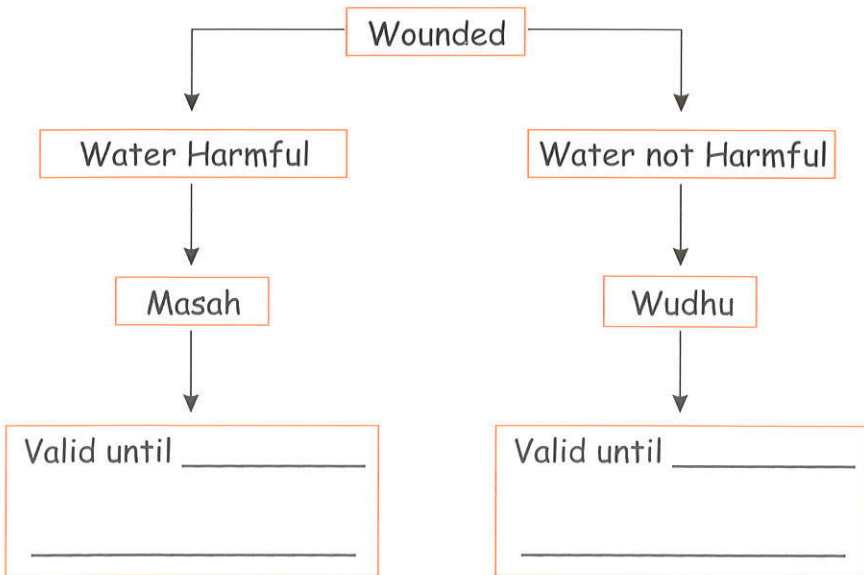 Wounded
Water Harmful
Water not Harmful
Masah
Wudhu
Valid until
Valid until